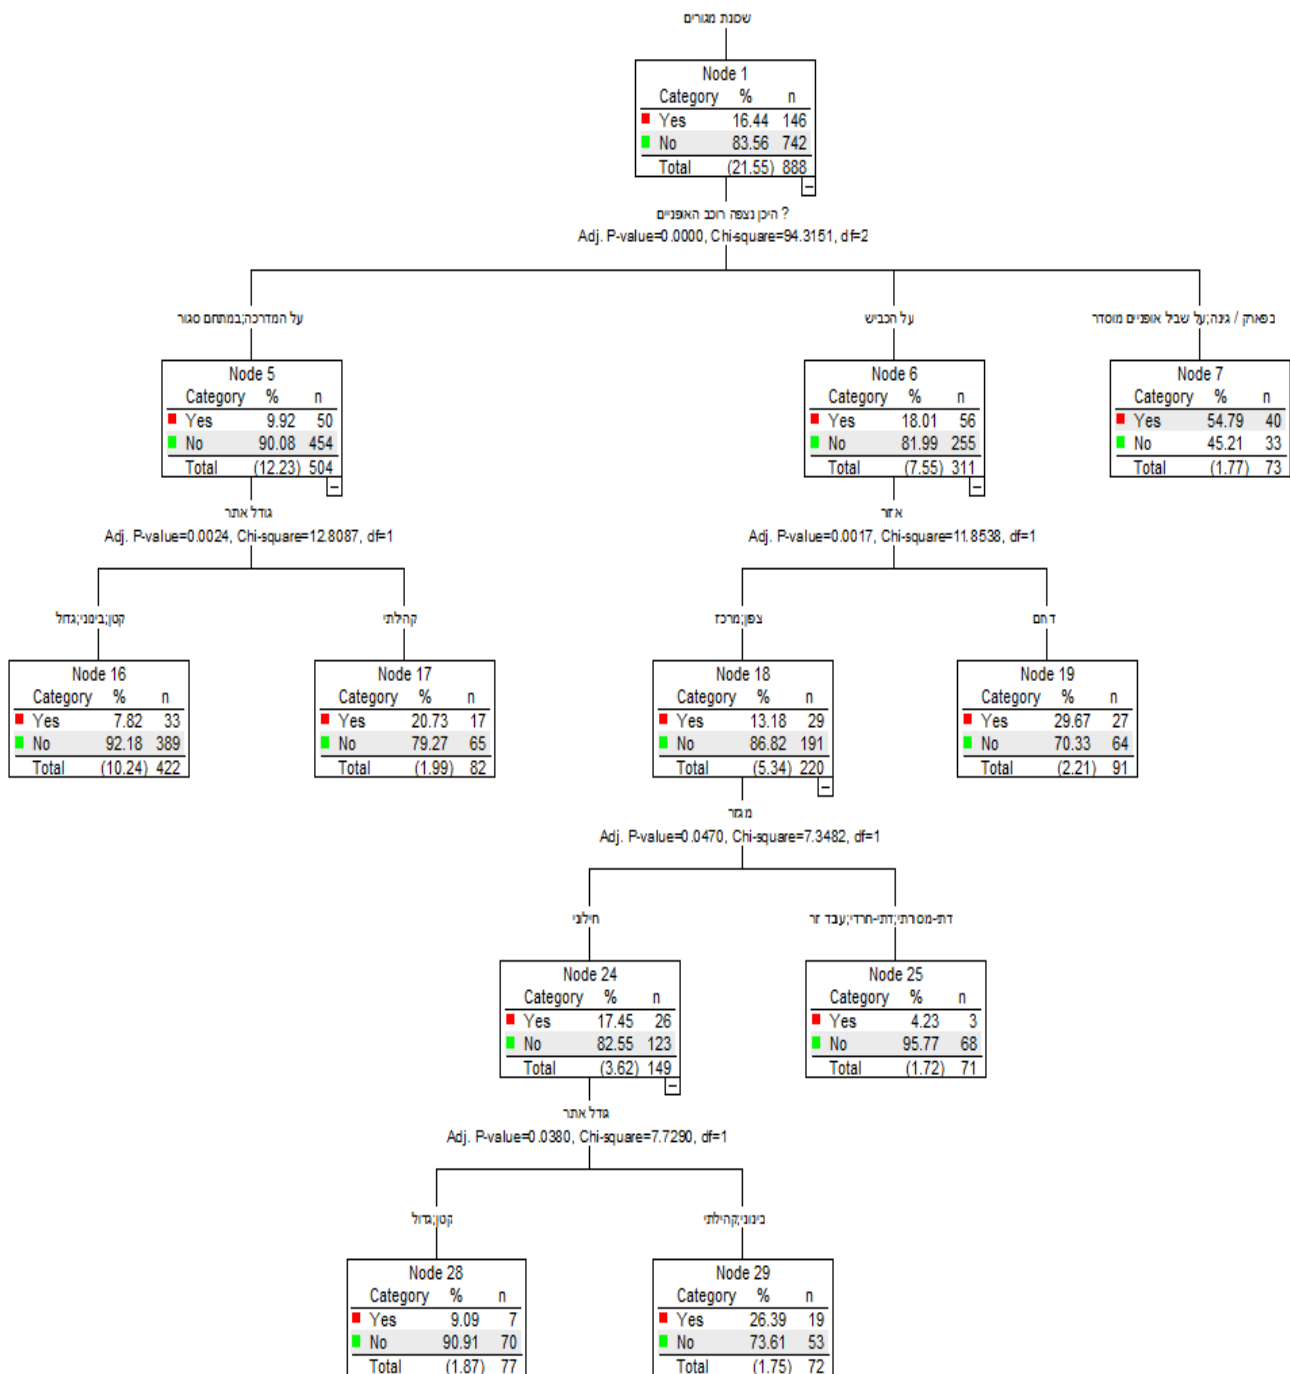 שכונת מגורים
Node 1
Category % n
Yes 16.44 146
No 83.56 742
Total (21.55) 888
היכן נצפה רוכב האופניים ?
Adj. P-value=0.0000, Chi-square=94.3151, df=2
על המדרכה;במתחם סגור
Node 5
Category % n
Yes 9.92 50
No 90.08 454
Total (12.23) 504
על הכביש
Node 6
Category % n
Yes 18.01 56
No 81.99 255
Total (7.55) 311
בפארק / גינה;על שביל אופניים מוסדר
Node 7
Category % n
Yes 54.79 40
No 45.21 33
Total (1.77) 73
גודל אתר
Adj. P-value=0.0024, Chi-square=12.8087, df=1
אזור
Adj. P-value=0.0017, Chi-square=11.8538, df=1
קטן;בינוני;גדול
Node 16
Category % n
Yes 7.82 33
No 92.18 389
Total (10.24) 422
קהילתי
Node 17
Category % n
Yes 20.73 17
No 79.27 65
Total (1.99) 82
צפון;מרכז
Node 18
Category % n
Yes 13.18 29
No 86.82 191
Total (5.34) 220
דרום
Node 19
Category % n
Yes 29.67 27
No 70.33 64
Total (2.21) 91
מגזר
Adj. P-value=0.0470, Chi-square=7.3482, df=1
חילוני
Node 24
Category % n
Yes 17.45 26
No 82.55 123
Total (3.62) 149
דתי-מסורתי;דתי-חרדי;עבד זר
Node 25
Category % n
Yes 4.23 3
No 95.77 68
Total (1.72) 71
גודל אתר
Adj. P-value=0.0380, Chi-square=7.7290, df=1
קטן;גדול
Node 28
Category % n
Yes 9.09 7
No 90.91 70
Total (1.87) 77
בינוני;קהילתי
Node 29
Category % n
Yes 26.39 19
No 73.61 53
Total (1.75) 72